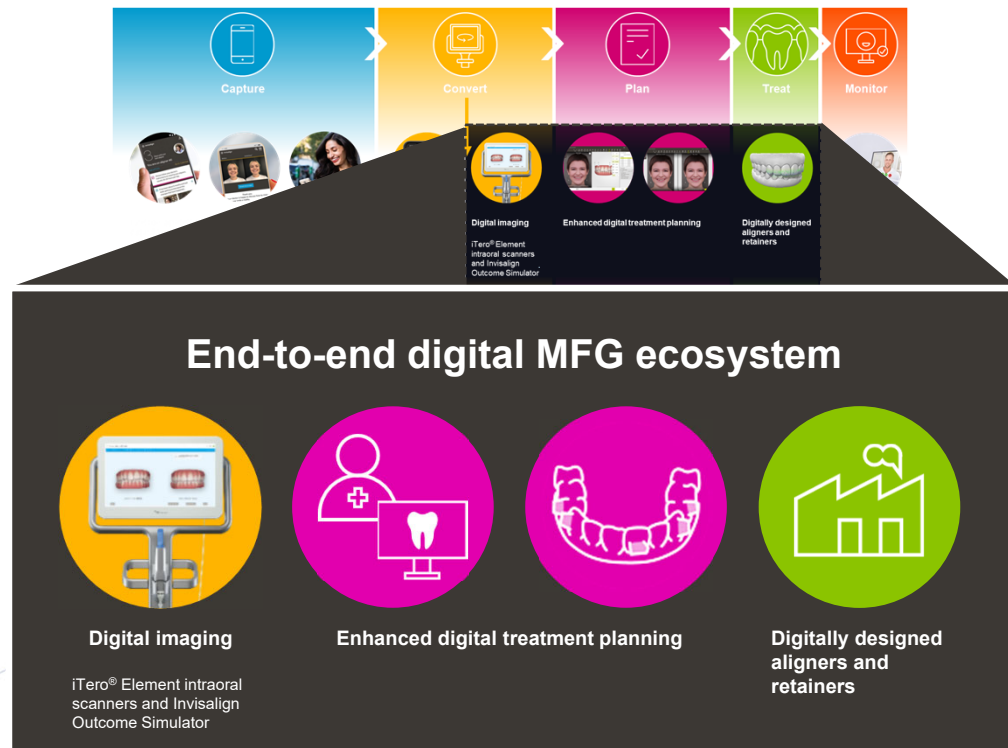 Capture
Convert
Plan
Treat
Monitor
Digital imaging
iTero® Element
intraoral
scanners
and Invisalign
Outcome Simulator
Enhanced digital treatment planning
Digitally designed
aligners and
retainers
End-to-end digital MFG ecosystem
Digital imaging
iTero® Element intraoral
scanners and Invisalign
Outcome Simulator
Enhanced digital treatment planning
Digitally designed
aligners and
retainers